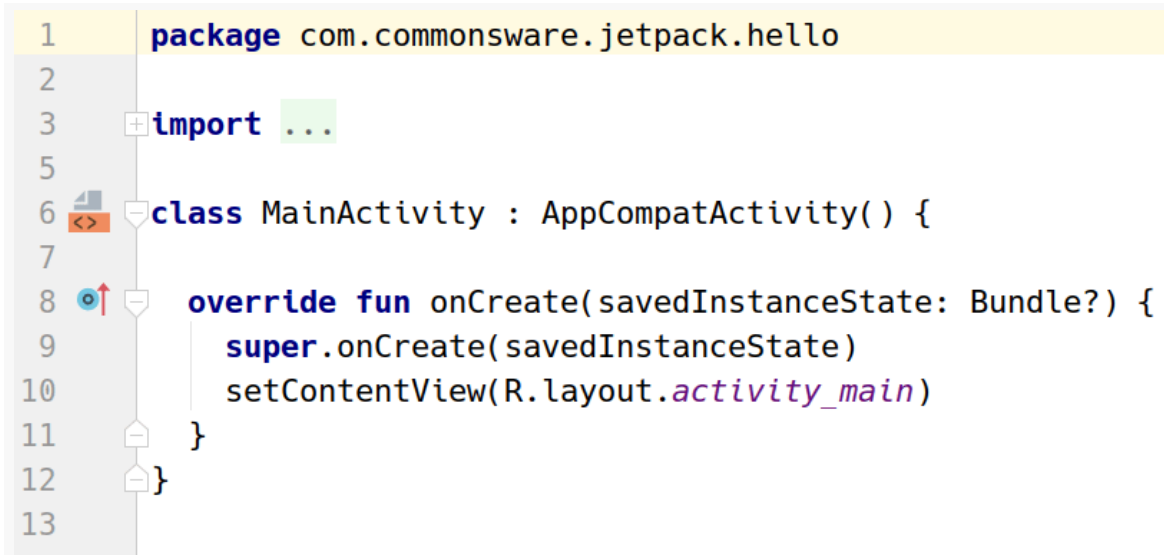 1 package com.commonsware.jetpack.hello
2
3 import ...
5
6 <> class MainActivity : AppCompatActivity() {
7
8 override fun onCreate(savedInstanceState: Bundle?) {
9 super.onCreate(savedInstanceState)
10 setContentView(R.layout.activity_main)
11 }
12 }
13